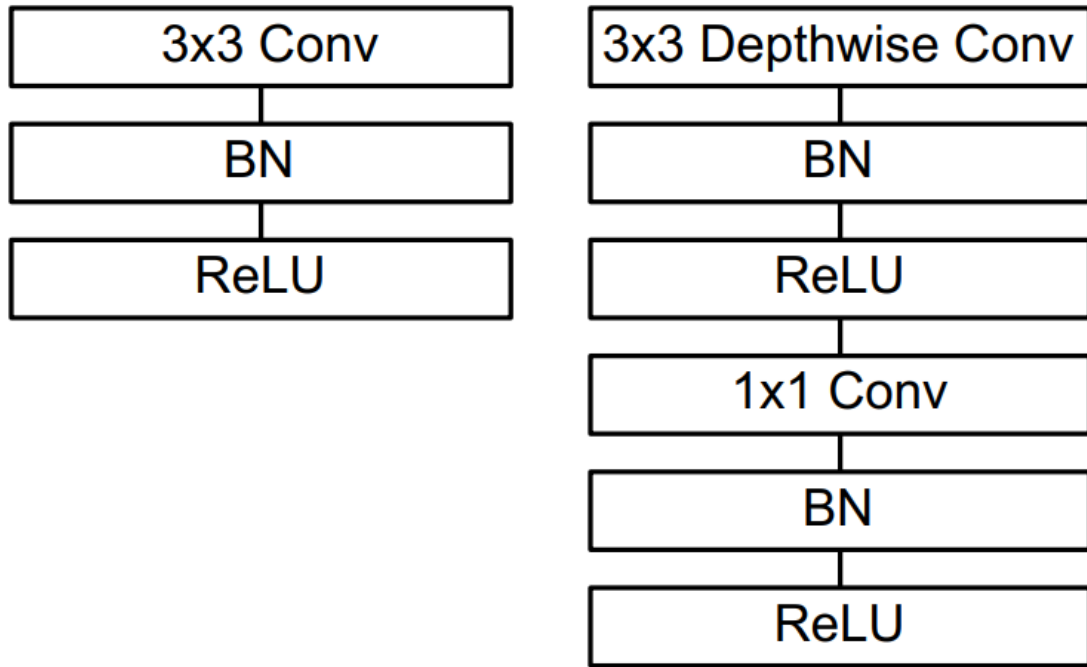 3x3 Conv
BN
ReLU
3x3 Depthwise Conv
BN
ReLU
1x1 Conv
BN
ReLU